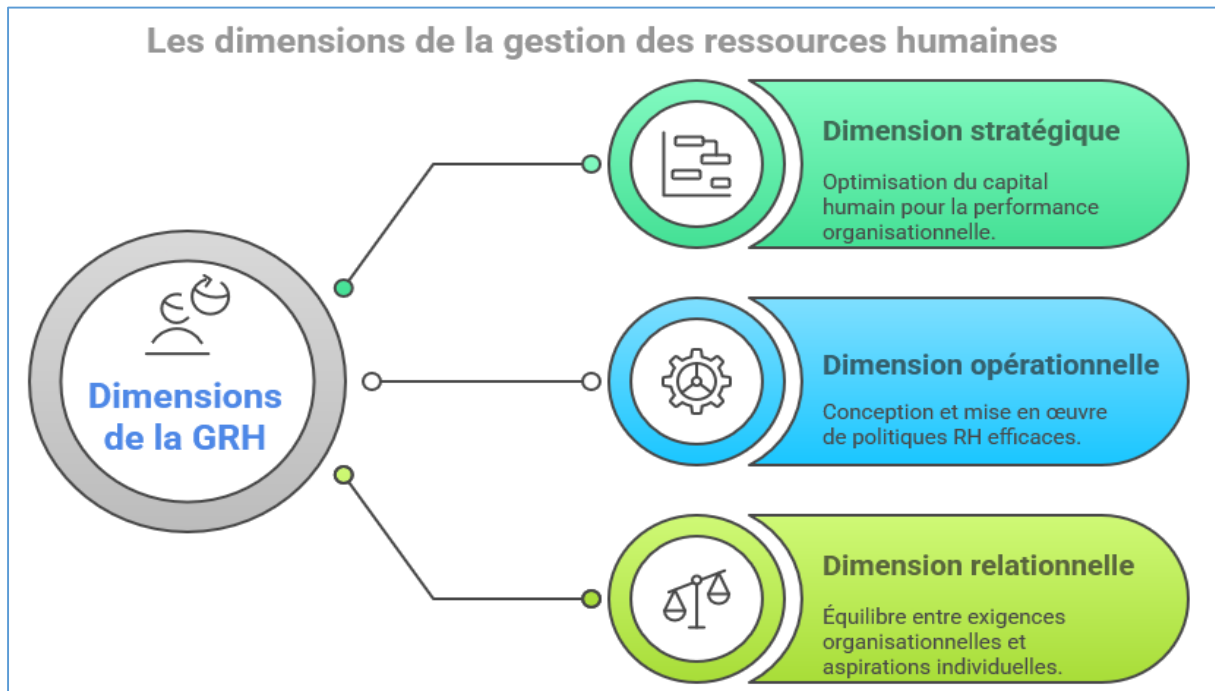 Les dimensions de la gestion des ressources humaines
Dimensions
de la GRH
Dimension stratégique
Optimisation du capital
humain pour la performance
organisationnelle.
Dimension opérationnelle
Conception et mise en œuvre
de politiques RH efficaces.
Dimension relationnelle
Équilibre entre exigences
organisationnelles et
aspirations individuelles.